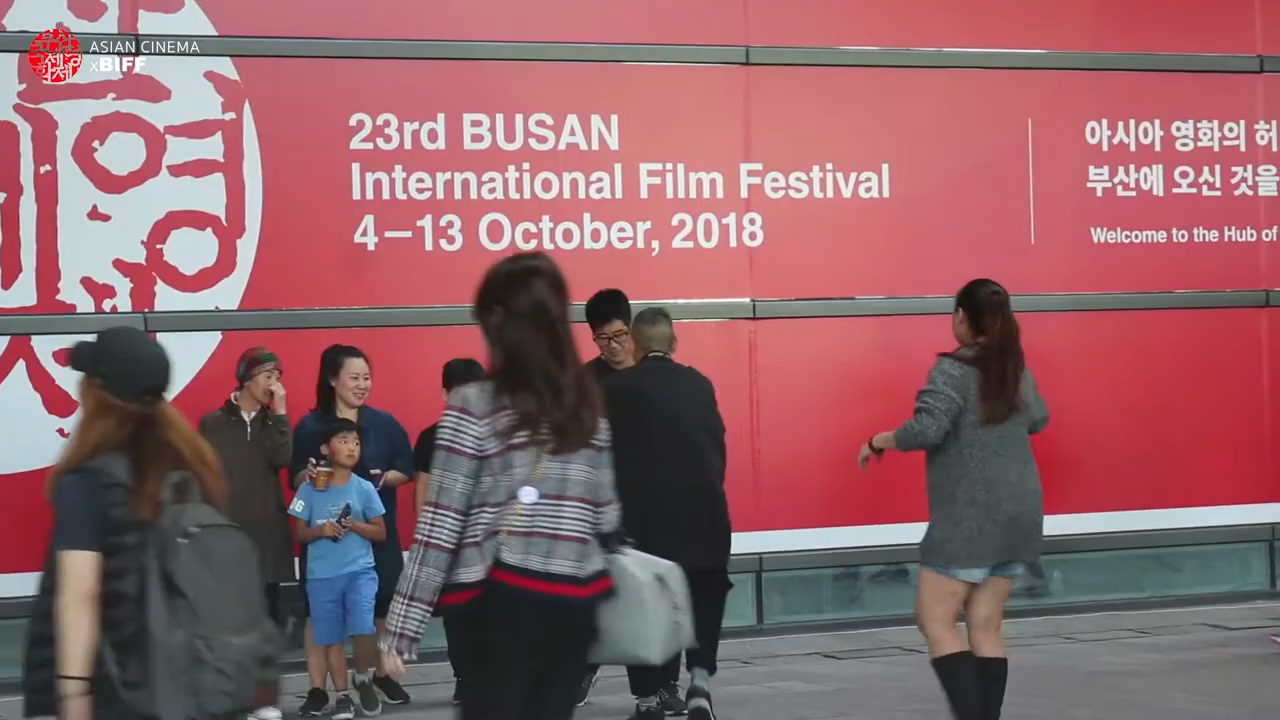 ASIAN CINEMA
xBIFF
23rd BUSAN
International Film Festival
4–13 October, 2018
아시아 영화의 허
부산에 오신 것을
Welcome to the Hub of